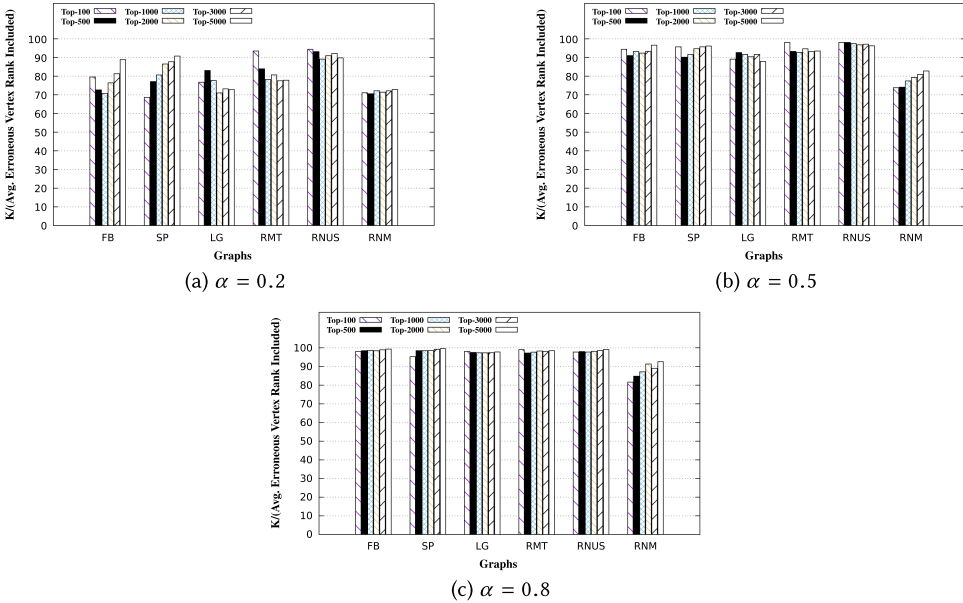 Top-100 Top-1000 Top-3000
Top-500 Top-2000 Top-5000
K/(Avg. Erroneous Vertex Rank Included)
100
90
80
70
60
50
40
30
20
10
0
FB SP LG RMT RNUS RNM
Graphs
(a) α = 0.2
Top-100 Top-1000 Top-3000
Top-500 Top-2000 Top-5000
K/(Avg. Erroneous Vertex Rank Included)
100
90
80
70
60
50
40
30
20
10
0
FB SP LG RMT RNUS RNM
Graphs
(b) α = 0.5
Top-100 Top-1000 Top-3000
Top-500 Top-2000 Top-5000
K/(Avg. Erroneous Vertex Rank Included)
100
90
80
70
60
50
40
30
20
10
0
FB SP LG RMT RNUS RNM
Graphs
(c) α = 0.8